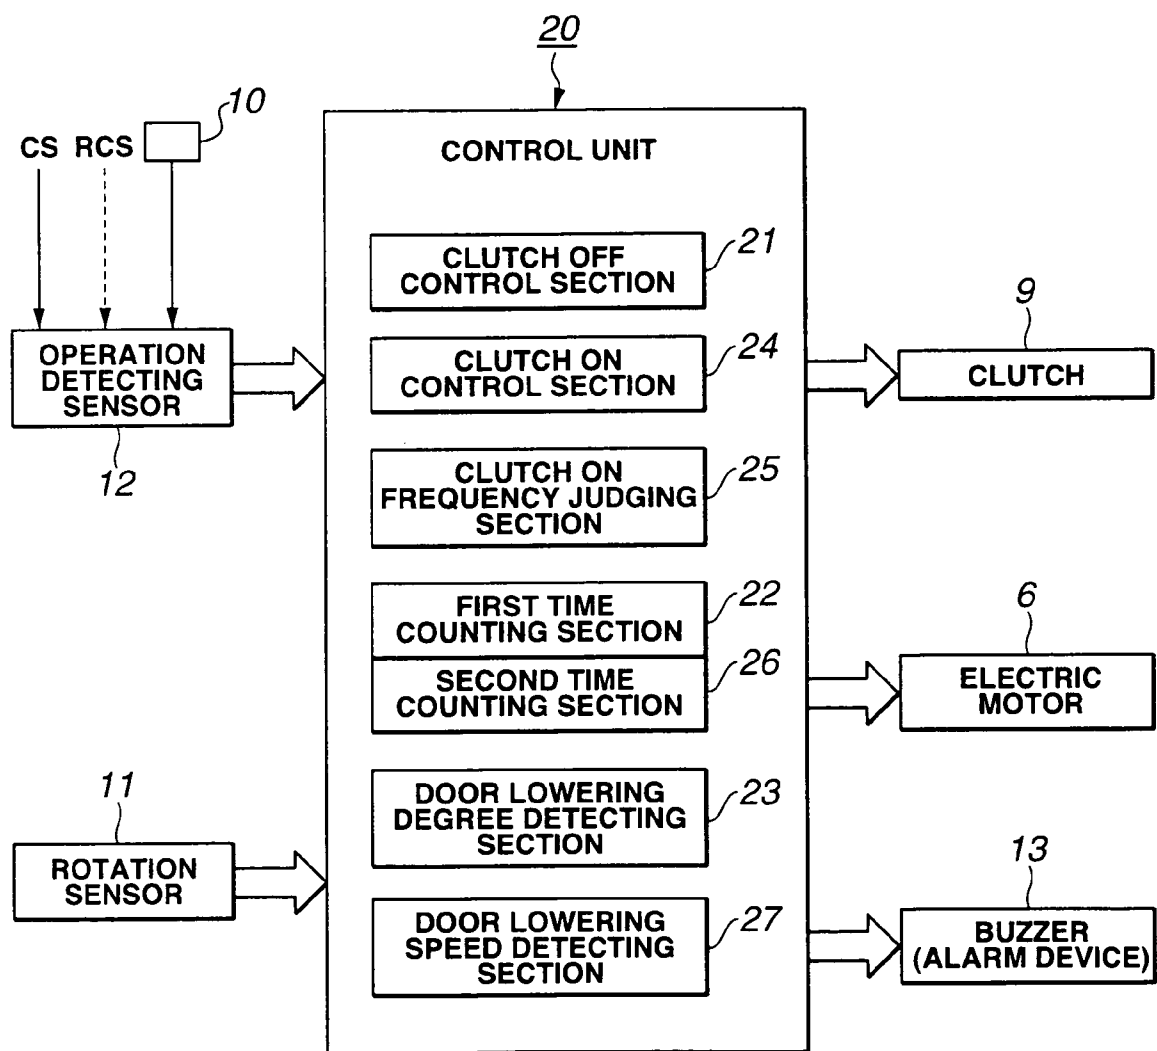 20
10
CS RCS
CONTROL UNIT
CLUTCH OFF
CONTROL SECTION
21
OPERATION
DETECTING
SENSOR
12
CLUTCH ON
CONTROL SECTION
24
9
CLUTCH
CLUTCH ON
FREQUENCY JUDGING
SECTION
25
FIRST TIME
COUNTING SECTION
22
SECOND TIME
COUNTING SECTION
26
6
ELECTRIC
MOTOR
11
ROTATION
SENSOR
DOOR LOWERING
DEGREE DETECTING
SECTION
23
DOOR LOWERING
SPEED DETECTING
SECTION
27
13
BUZZER
(ALARM DEVICE)